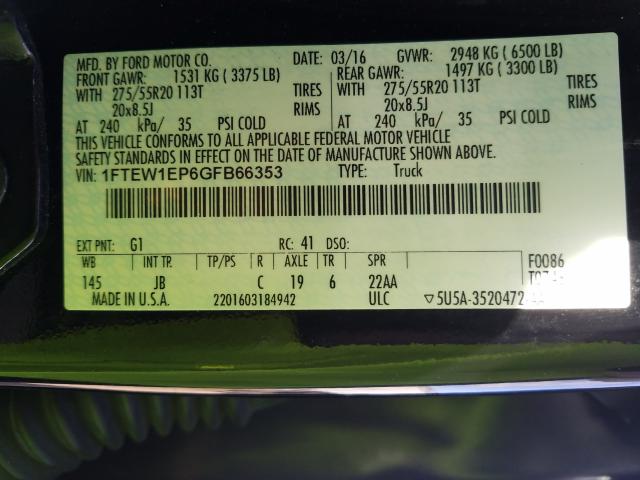 MFD. BY FORD MOTOR CO. DATE: 03/16 GVWR: 2948 KG ( 6500 LB)
FRONT GAWR: 1531 KG ( 3375 LB) REAR GAWR: 1497 KG ( 3300 LB)
WITH 275/55R20 113T TIRES WITH 275/55R20 113T TIRES
20x8.5J RIMS 20x8.5J RIMS
AT 240 kPa/ 35 PSI COLD AT 240 kPa/ 35 PSI COLD
THIS VEHICLE CONFORMS TO ALL APPLICABLE FEDERAL MOTOR VEHICLE
SAFETY STANDARDS IN EFFECT ON THE DATE OF MANUFACTURE SHOWN ABOVE.
VIN: 1FTEW1EP6GFB66353 TYPE: Truck
EXT PNT: G1 RC: 41 DSO:
WB INT TR. TP/PS R AXLE TR SPR F0086
145 JB C 19 6 22AA
MADE IN U.S.A. 2201603184942 ULC ▽5U5A-3520472-AA